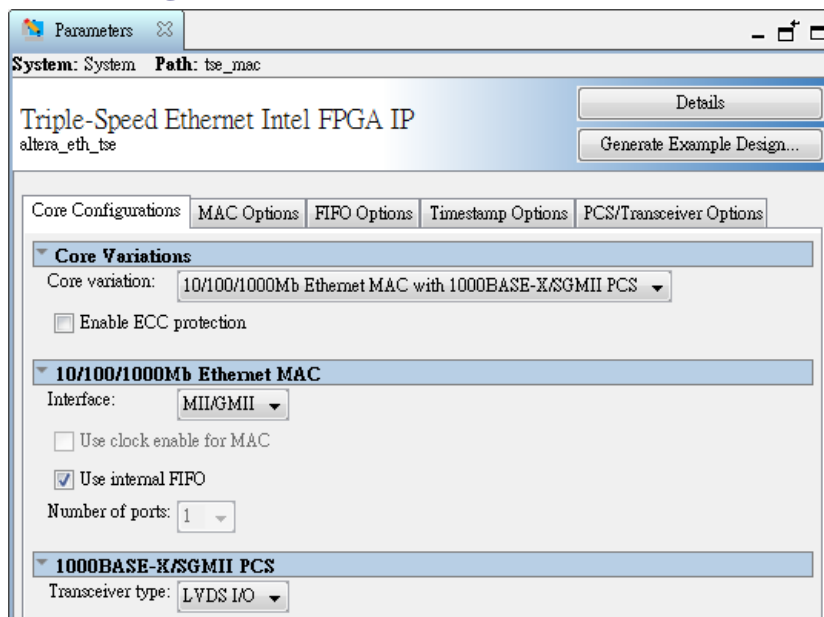 Parameters
System: System Path: tse_mac
Triple-Speed Ethernet Intel FPGA IP
altera_eth_tse
Details
Generate Example Design...
Core Configurations MAC Options FIFO Options Timestamp Options PCS/Transceiver Options
Core Variations
Core variation: 10/100/1000Mb Ethernet MAC with 1000BASE-X/SGMII PCS
Enable ECC protection
10/100/1000Mb Ethernet MAC
Interface: MII/GMII
Use clock enable for MAC
Use internal FIFO
Number of ports: 1
1000BASE-X/SGMII PCS
Transceiver type: LVDS I/O